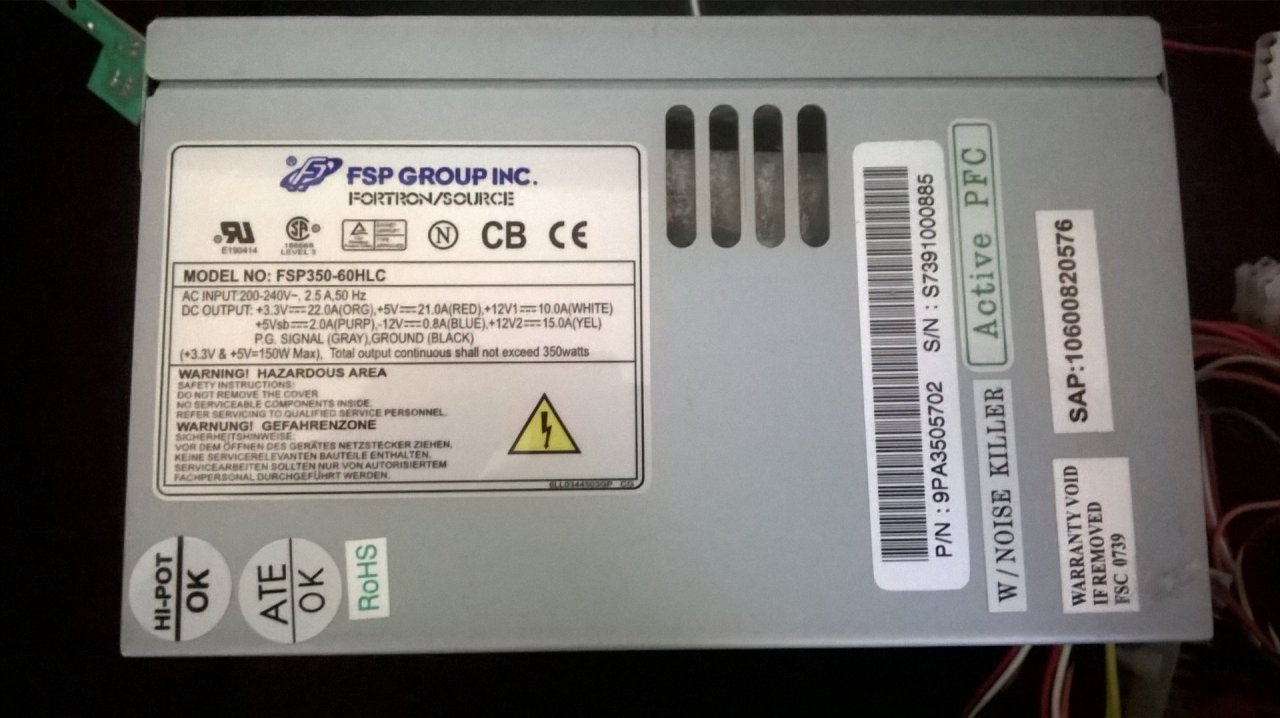 FSP GROUP INC.
FORTRON/SOURCE
E190414
LEVEL 3
N
CB
CE
MODEL NO: FSP350-60HLC
AC INPUT:200-240V~, 2.5 A,50 Hz
DC OUTPUT: +3.3V⎓22.0A(ORG),+5V⎓21.0A(RED),+12V1⎓10.0A(WHITE)
+5Vsb⎓2.0A(PURP),-12V⎓0.8A(BLUE),+12V2⎓15.0A(YEL)
P.G. SIGNAL (GRAY),GROUND (BLACK)
(+3.3V & +5V=150W Max), Total output continuous shall not exceed 350watts
WARNING! HAZARDOUS AREA
SAFETY INSTRUCTIONS:
DO NOT REMOVE THE COVER.
NO SERVICEABLE COMPONENTS INSIDE.
REFER SERVICING TO QUALIFIED SERVICE PERSONNEL.
WARNUNG! GEFAHRENZONE
SICHERHEITSHINWEISE:
VOR DEM ÖFFNEN DES GERÄTES NETZSTECKER ZIEHEN,
KEINE SERVICERELEVANTEN BAUTEILE ENTHALTEN.
SERVICEARBEITEN SOLLTEN NUR VON AUTORISIERTEM
FACHPERSONAL DURCHGEFÜHRT WERDEN.
HI-POT
OK
ATE
OK
RoHS
P/N : 9PA3505702 S/N : S7391000885
Active PFC
W/NOISE KILLER
SAP:10600820576
WARRANTY VOID
IF REMOVED
FSC 0739